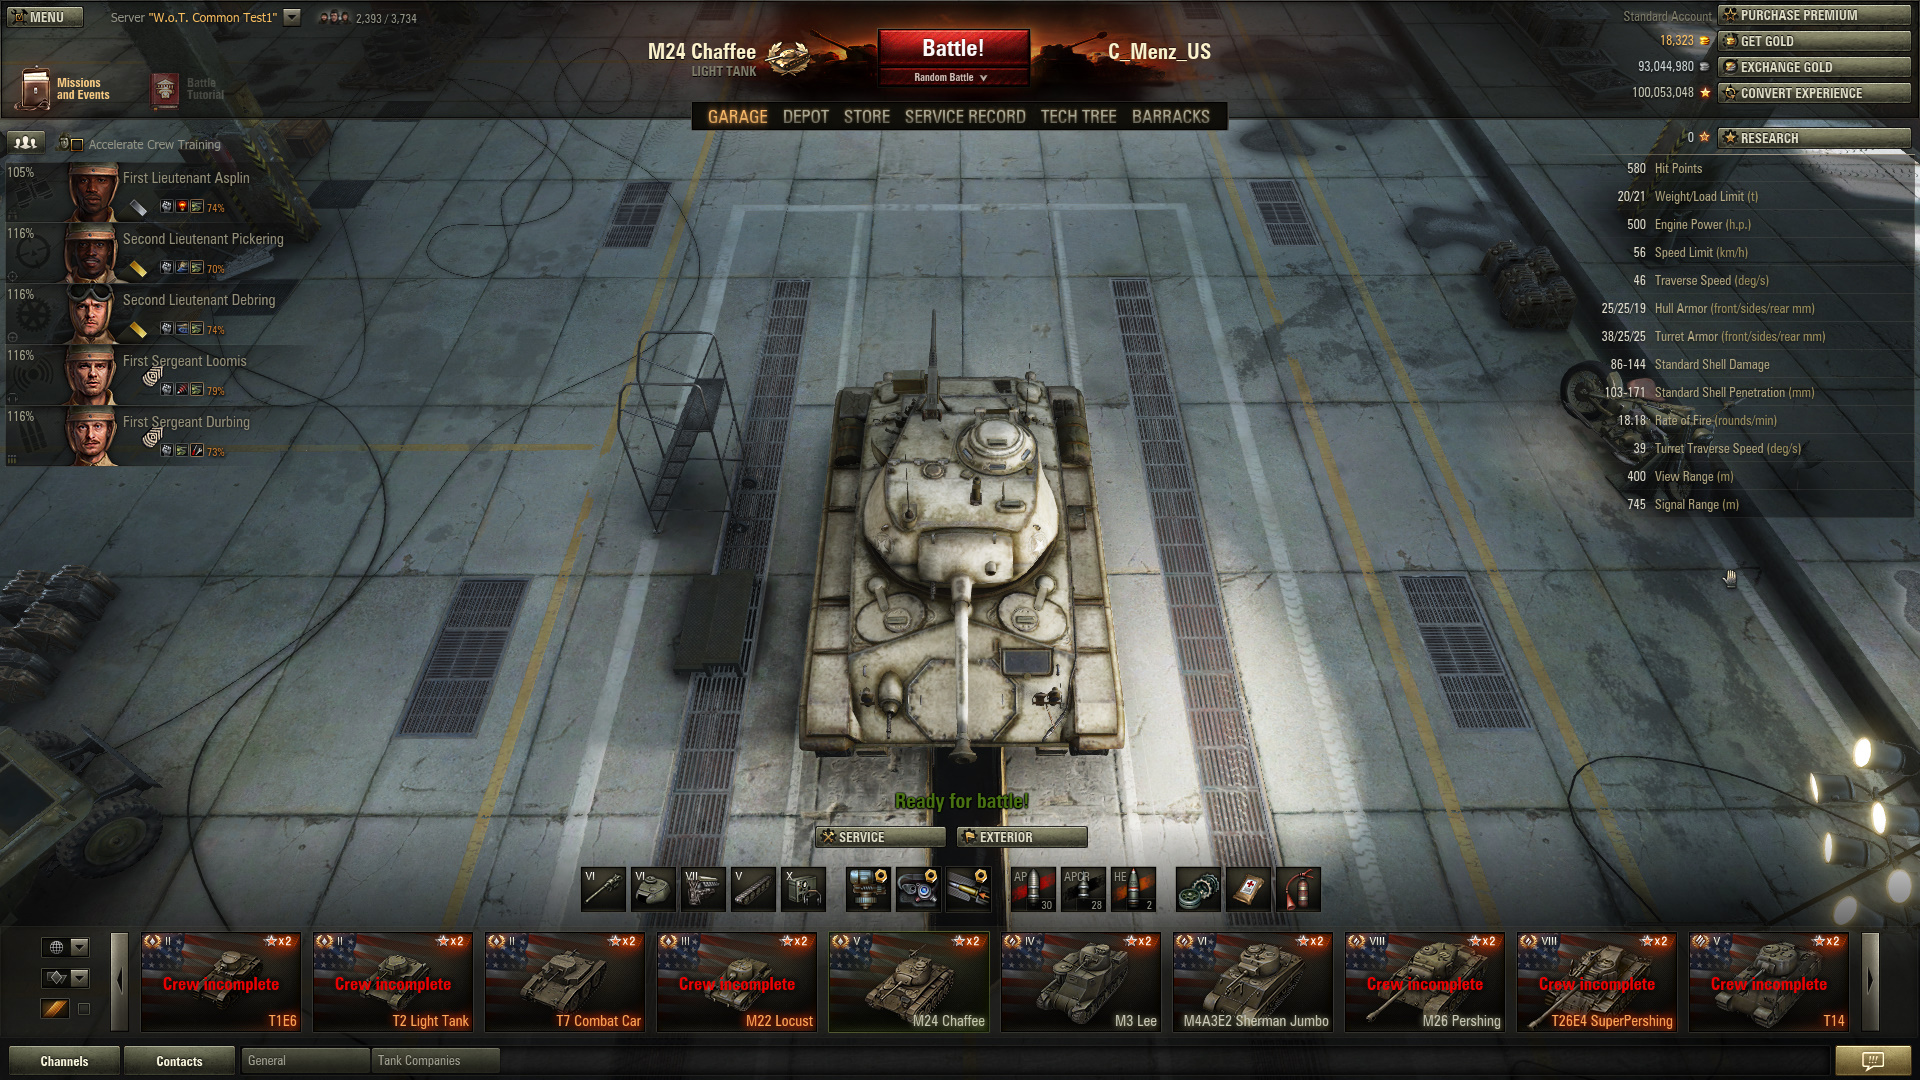 MENU
Server "W.o.T. Common Test1"
2,393 / 3,734
M24 Chaffee
LIGHT TANK
Battle!
Random Battle
C_Menz_US
Standard Account
PURCHASE PREMIUM
18,323
GET GOLD
93,044,980
EXCHANGE GOLD
100,053,048
CONVERT EXPERIENCE
Missions
and Events
Battle
Tutorial
GARAGE DEPOT STORE SERVICE RECORD TECH TREE BARRACKS
Accelerate Crew Training
0
RESEARCH
105%
First Lieutenant Asplin
74%
116%
Second Lieutenant Pickering
70%
116%
Second Lieutenant Debring
74%
116%
First Sergeant Loomis
79%
116%
First Sergeant Durbing
73%
580 Hit Points
20/21 Weight/Load Limit (t)
500 Engine Power (h.p.)
56 Speed Limit (km/h)
46 Traverse Speed (deg/s)
25/25/19 Hull Armor (front/sides/rear mm)
38/25/25 Turret Armor (front/sides/rear mm)
86-144 Standard Shell Damage
103-171 Standard Shell Penetration (mm)
18.18 Rate of Fire (rounds/min)
39 Turret Traverse Speed (deg/s)
400 View Range (m)
745 Signal Range (m)
Ready for battle!
SERVICE
EXTERIOR
VI
VI
VII
V
X
AP
30
APCR
28
HE
2
II x2
Crew incomplete
T1E6
II x2
Crew incomplete
T2 Light Tank
II x2
T7 Combat Car
III x2
Crew incomplete
M22 Locust
V x2
M24 Chaffee
IV x2
M3 Lee
VI x2
M4A3E2 Sherman Jumbo
VIII x2
Crew incomplete
M26 Pershing
VIII x2
Crew incomplete
T26E4 SuperPershing
V x2
Crew incomplete
T14
Channels
Contacts
General
Tank Companies